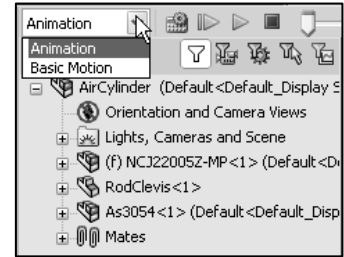 Animation
Animation
Basic Motion
AirCylinder (Default<Default_Display S
Orientation and Camera Views
Lights, Cameras and Scene
(f) NCJ22005Z-MP<1> (Default<De
RodClevis<1>
As3054<1> (Default<Default_Disp
Mates